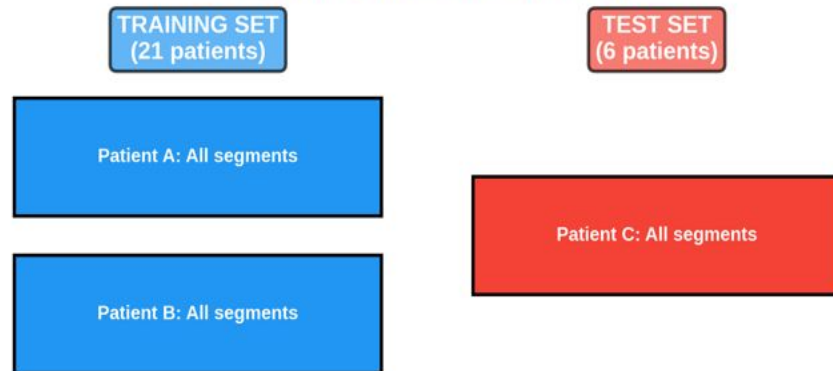 TRAINING SET
(21 patients)
TEST SET
(6 patients)
Patient A: All segments
Patient C: All segments
Patient B: All segments